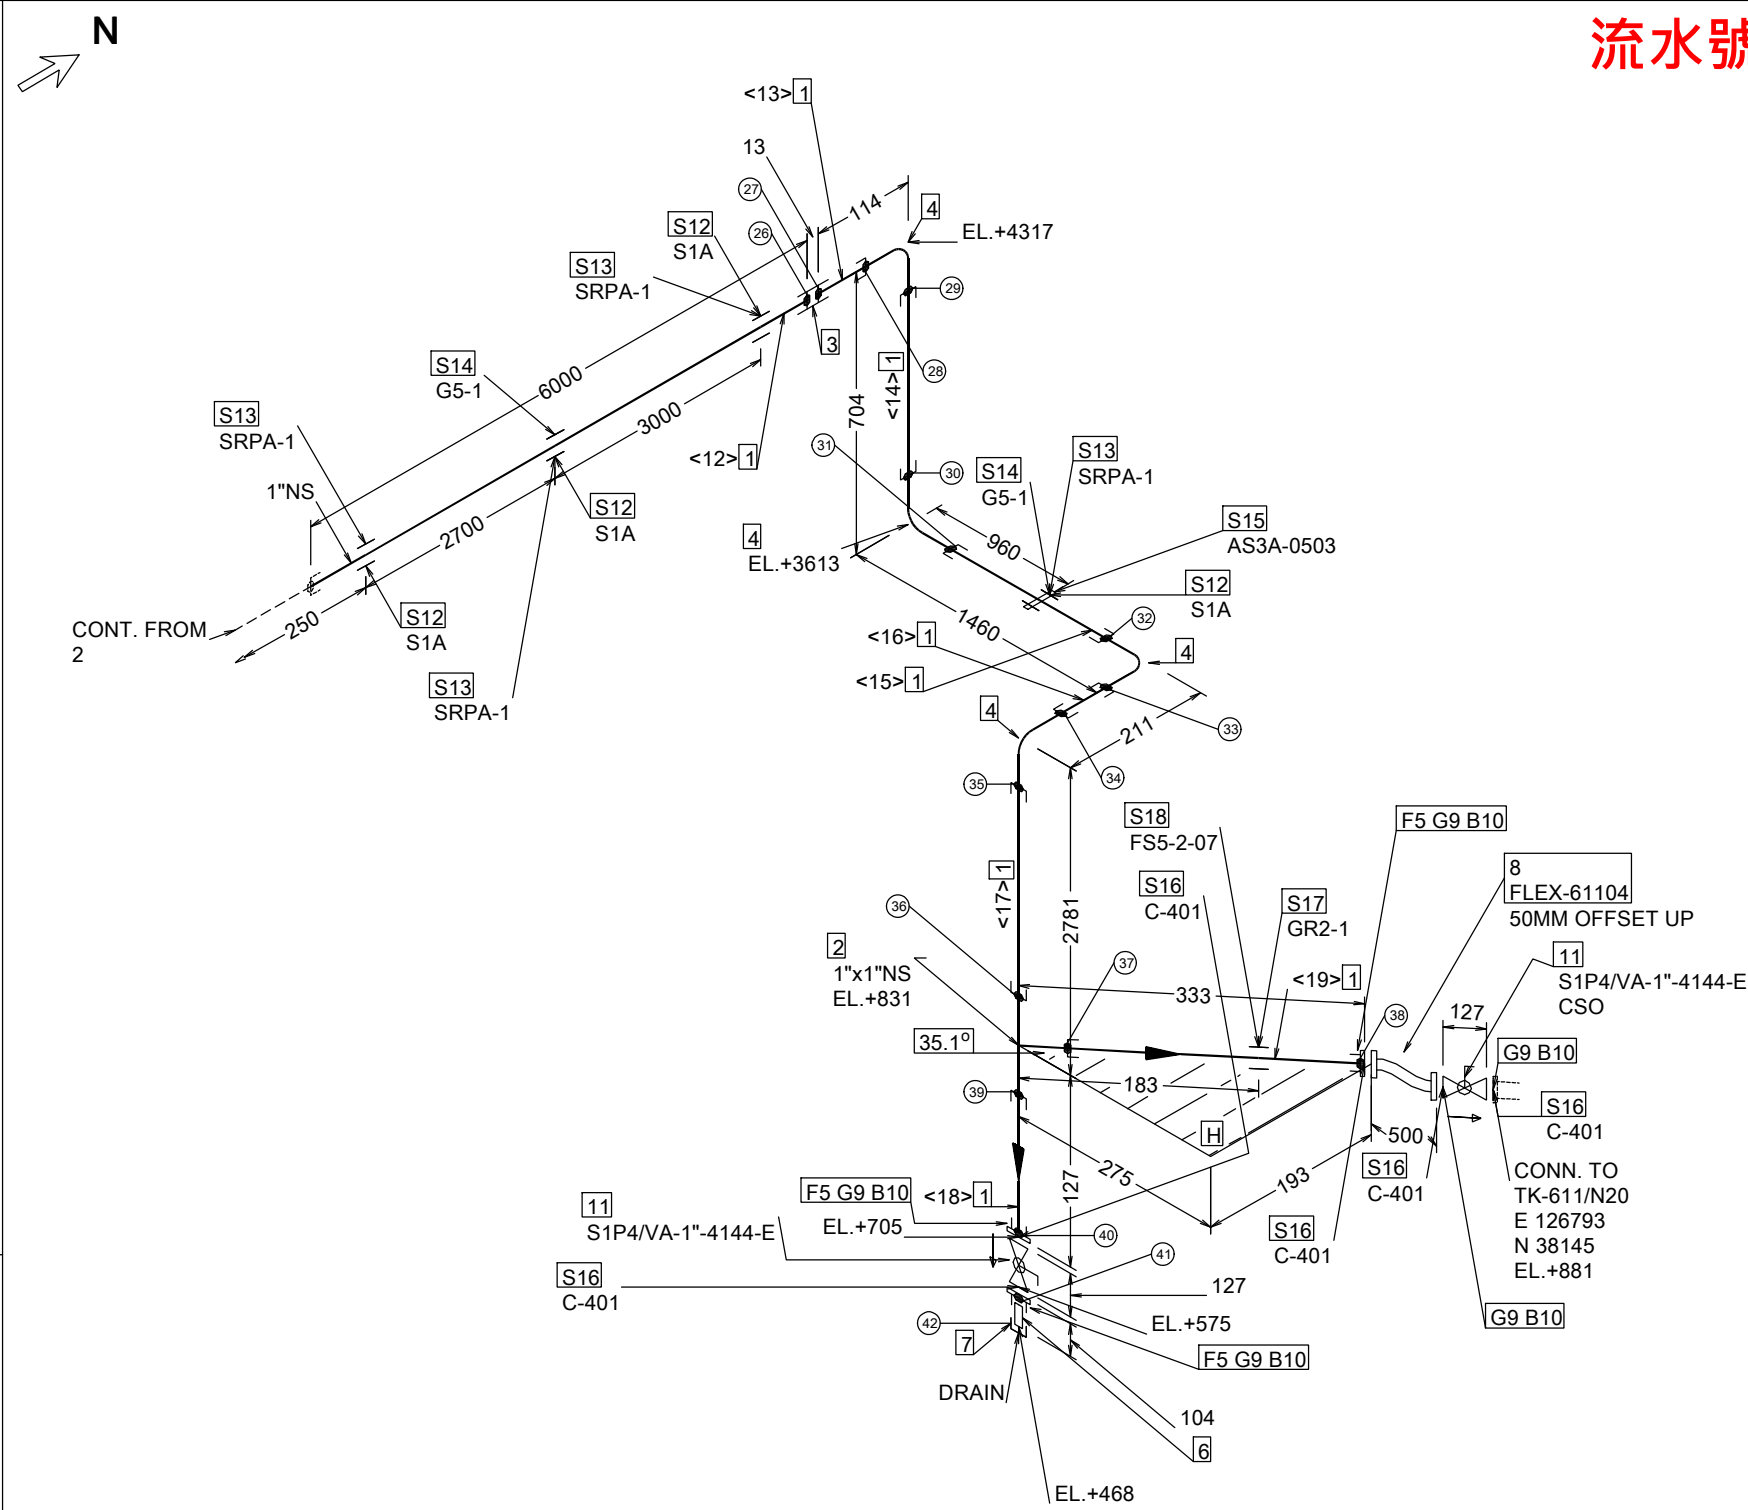 N
流水號
<13> 1
13
27
114
4
S12
S1A
26
EL.+4317
S13
SRPA-1
29
3
S14
G5-1
6000
28
<14> 1
704
3000
S13
SRPA-1
31
<12> 1
S13
SRPA-1
S14
G5-1
30
1"NS
S12
S1A
S15
AS3A-0503
2700
4
EL.+3613
960
S12
S1A
CONT. FROM
2
250
S12
S1A
1460
32
<16> 1
4
<15> 1
S13
SRPA-1
4
211
33
34
35
S18
FS5-2-07
F5 G9 B10
8
FLEX-61104
50MM OFFSET UP
<17> 1
S16
C-401
S17
GR2-1
36
2781
2
1"x1"NS
EL.+831
37
11
S1P4/VA-1"-4144-E
CSO
<19> 1
333
38
127
35.1°
G9 B10
183
39
S16
C-401
H
500
275
127
193
S16
C-401
CONN. TO
TK-611/N20
E 126793
N 38145
EL.+881
F5 G9 B10
<18> 1
11
S1P4/VA-1"-4144-E
EL.+705
40
S16
C-401
41
S16
C-401
127
EL.+575
G9 B10
42
7
F5 G9 B10
DRAIN
104
6
EL.+468